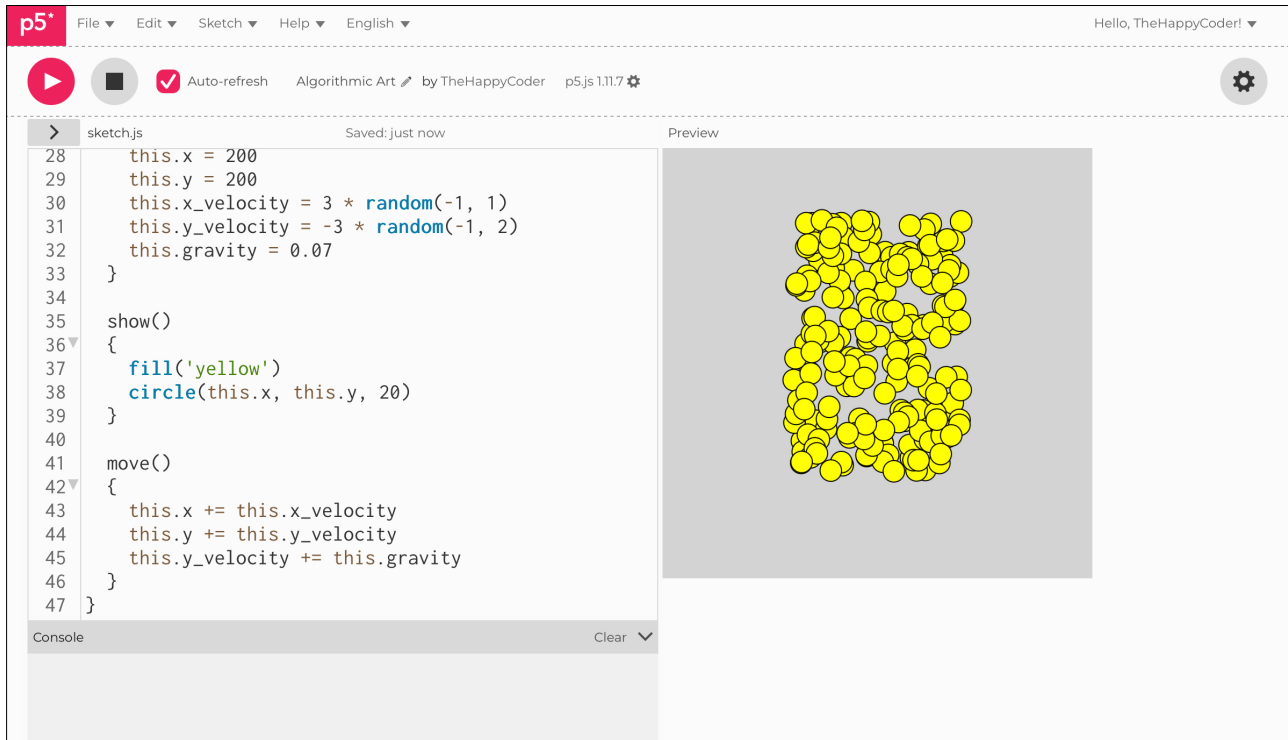 p5* File Edit Sketch Help English Hello, TheHappyCoder!
Auto-refresh Algorithmic Art by TheHappyCoder p5.js 1.11.7
sketch.js Saved: just now Preview
28 this.x = 200
29 this.y = 200
30 this.x_velocity = 3 * random(-1, 1)
31 this.y_velocity = -3 * random(-1, 2)
32 this.gravity = 0.07
33 }
34
35 show()
36 {
37 fill('yellow')
38 circle(this.x, this.y, 20)
39 }
40
41 move()
42 {
43 this.x += this.x_velocity
44 this.y += this.y_velocity
45 this.y_velocity += this.gravity
46 }
47 }
Console Clear